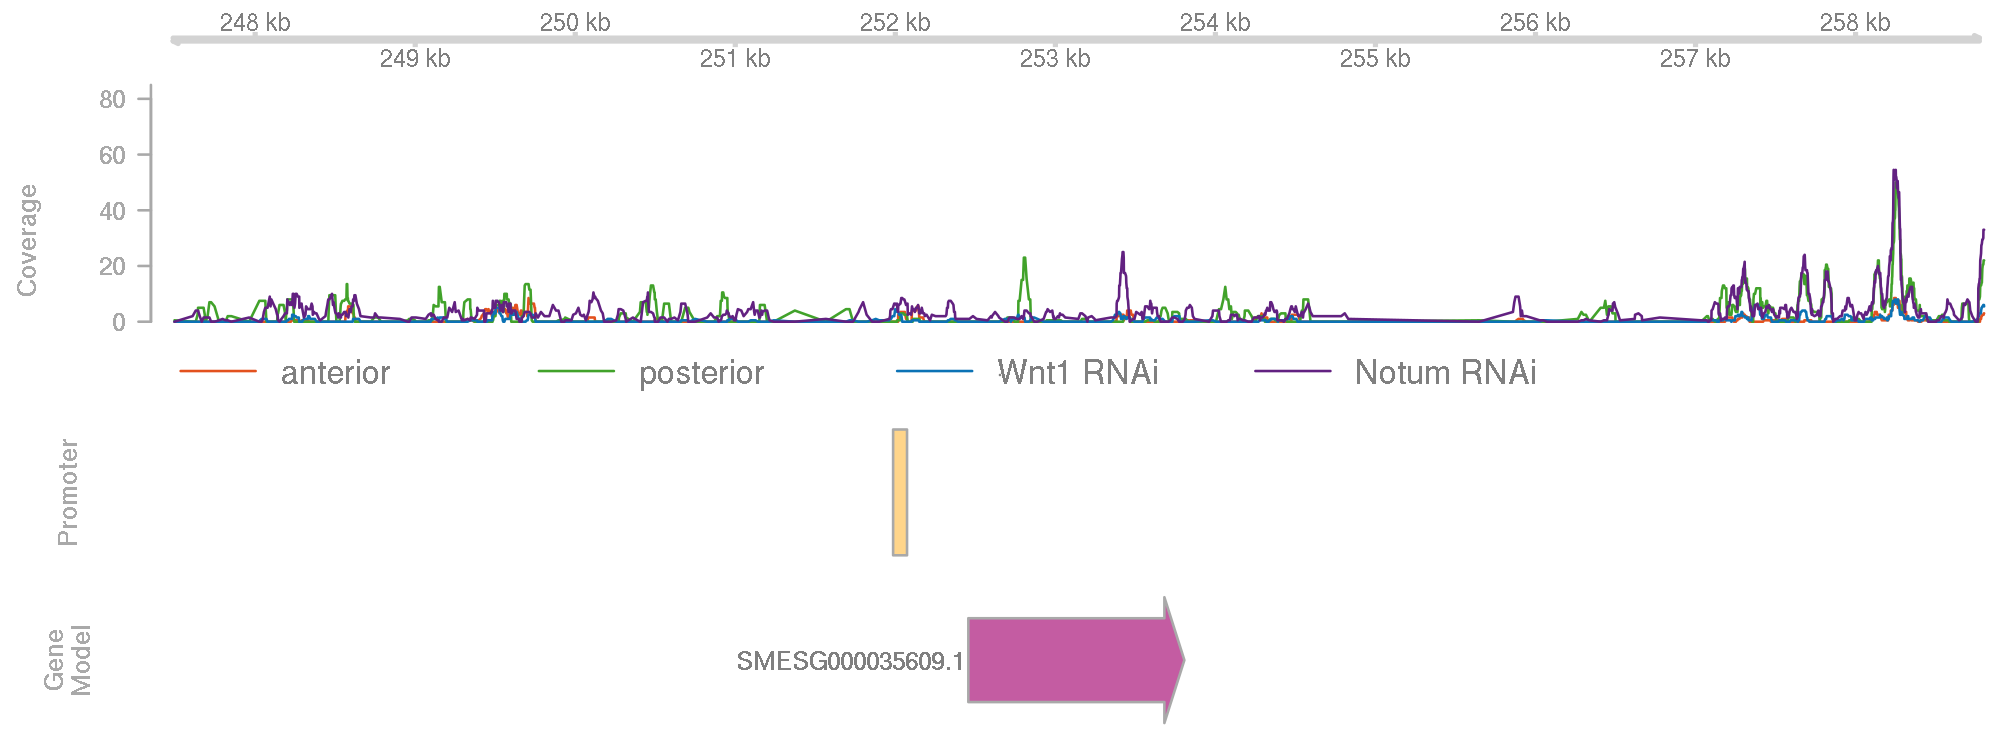 248 kb 250 kb 252 kb 254 kb 256 kb 258 kb
249 kb 251 kb 253 kb 255 kb 257 kb
80
60
40
20
0
Coverage
anterior posterior Wnt1 RNAi Notum RNAi
Promoter
Gene
Model
SMESG000035609.1